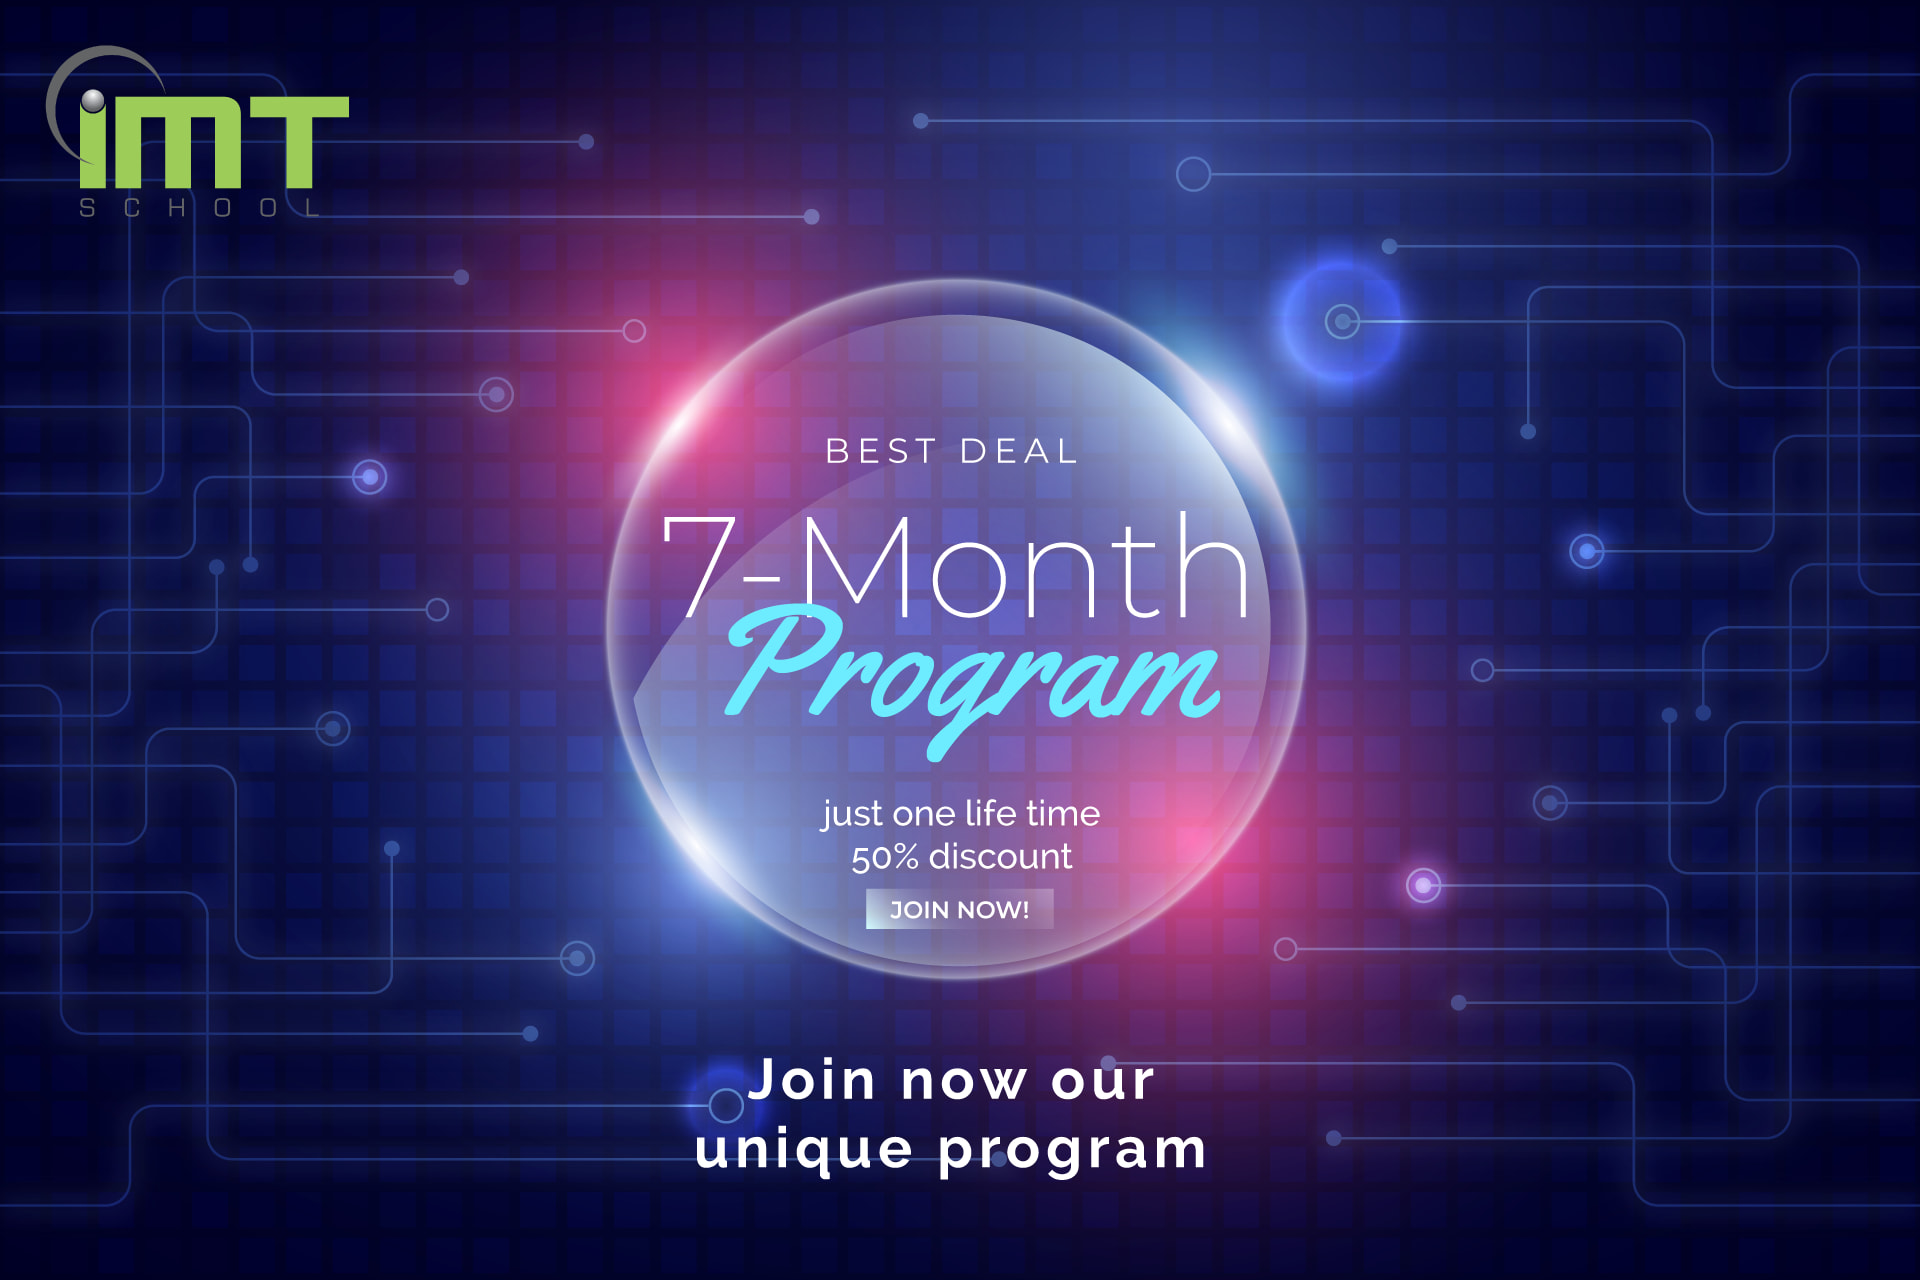 iMT
SCHOOL
BEST DEAL
7-Month
Program
just one life time
50% discount
JOIN NOW!
Join now our
unique program